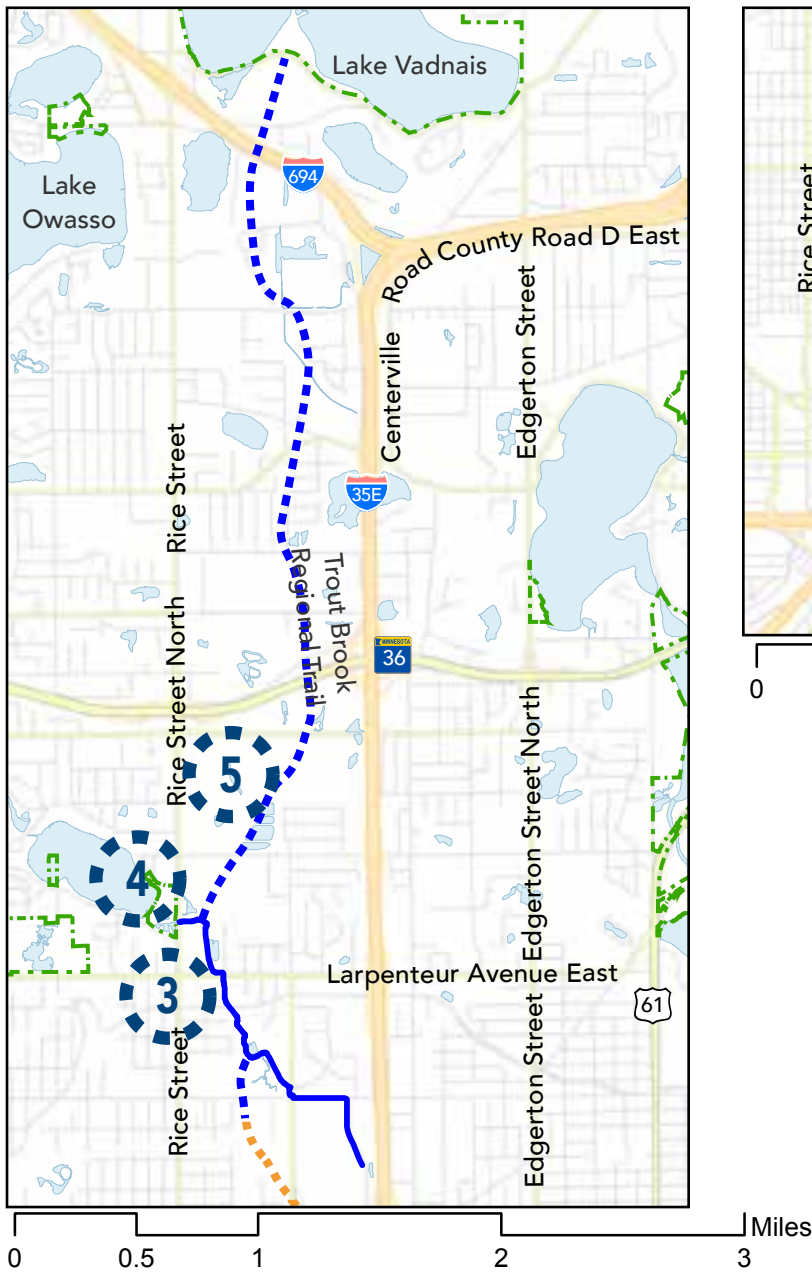 Lake Vadnais
694
Lake
Owasso
Road County Road D East
Edgerton Street
Centerville
Rice Street
35E
Trout Brook
Regional Trail
MINNESOTA
36
Rice Street North
Edgerton Street North
5
4
3
Larpenteur Avenue East
61
Rice Street
Edgerton Street
Rice Street
0
0 0.5 1 2 3 Miles